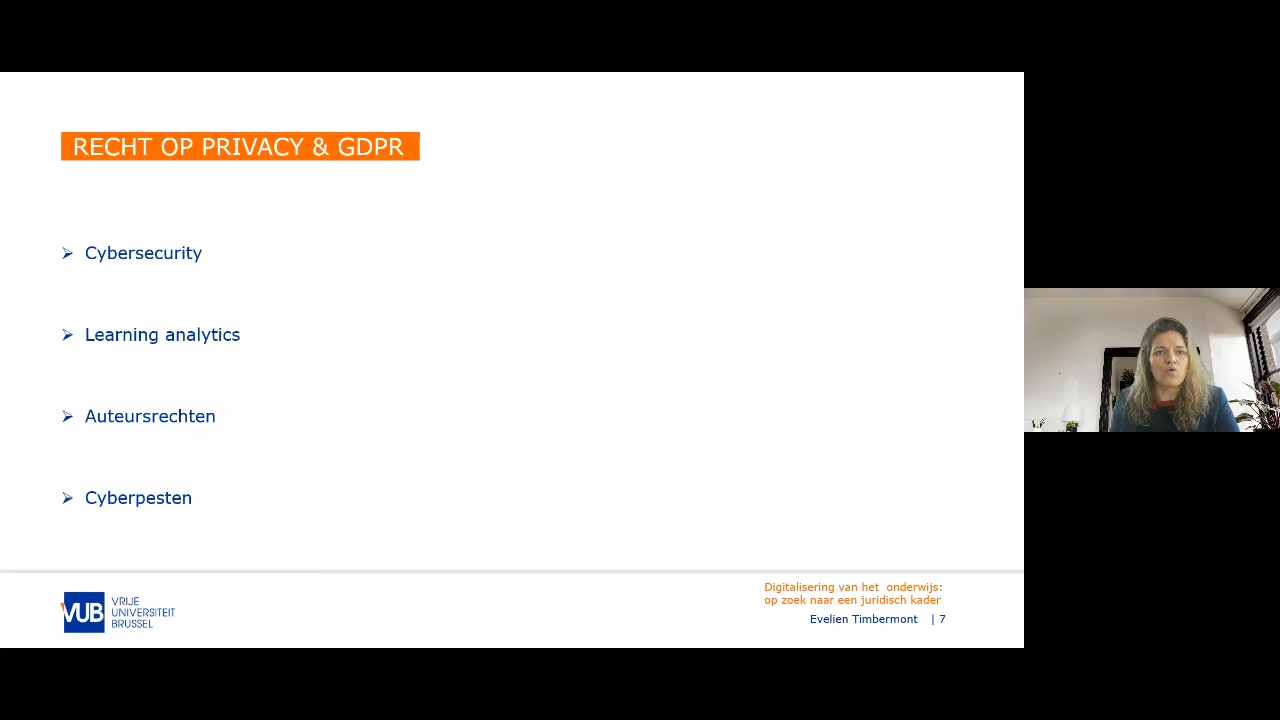 RECHT OP PRIVACY & GDPR
Cybersecurity
Learning analytics
Auteursrechten
Cyberpesten
VUB
VRIJE
UNIVERSITEIT
BRUSSEL
Digitalisering van het onderwijs:
op zoek naar een juridisch kader
Evelien Timbermont | 7